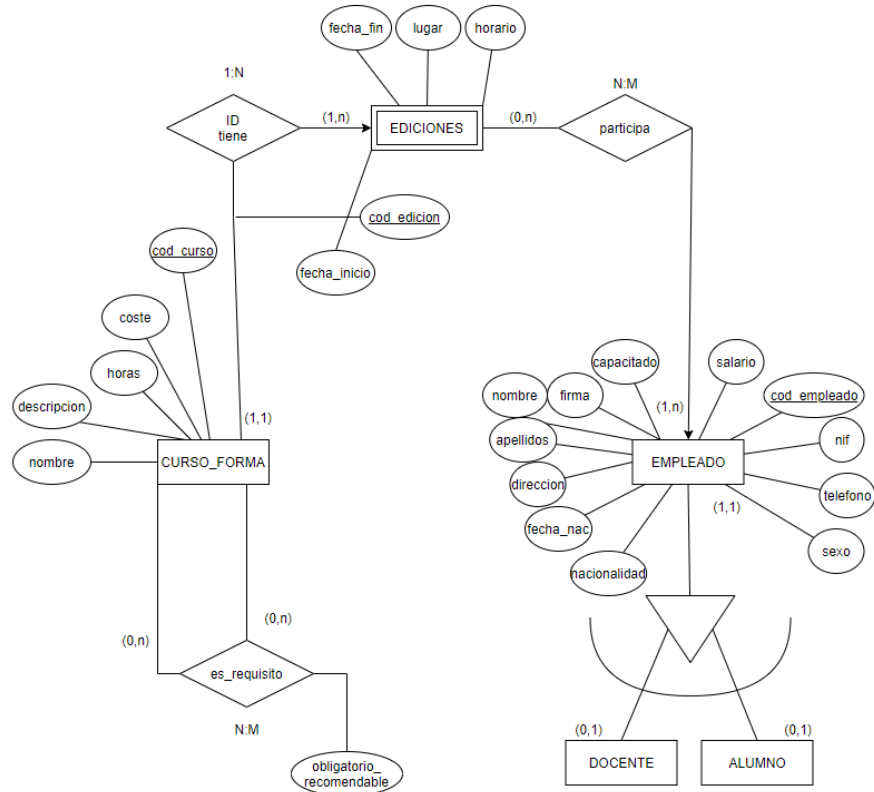 fecha_fin
lugar
horario
1:N
N:M
ID
tiene
(1,n)
EDICIONES
(0,n)
participa
cod_edicion
cod_curso
fecha_inicio
coste
capacitado
salario
horas
nombre
firma
cod_empleado
descripcion
(1,1)
(1,n)
apellidos
nif
nombre
CURSO_FORMA
EMPLEADO
direccion
telefono
(1,1)
fecha_nac
sexo
nacionalidad
(0,n)
(0,n)
es_requisito
N:M
(0,1)
(0,1)
obligatorio_
recomendable
DOCENTE
ALUMNO